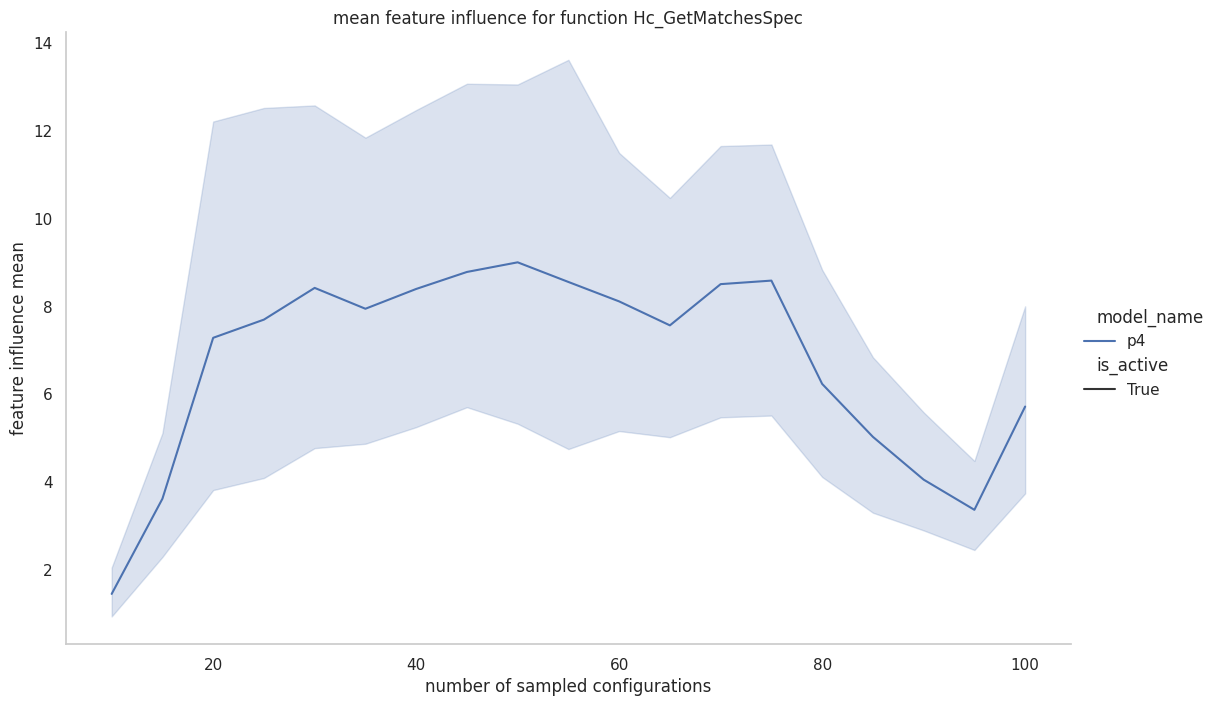 mean feature influence for function Hc_GetMatchesSpec
14
12
10
8
6
4
2
feature influence mean
20
40
60
80
100
number of sampled configurations
model_name
p4
is_active
True